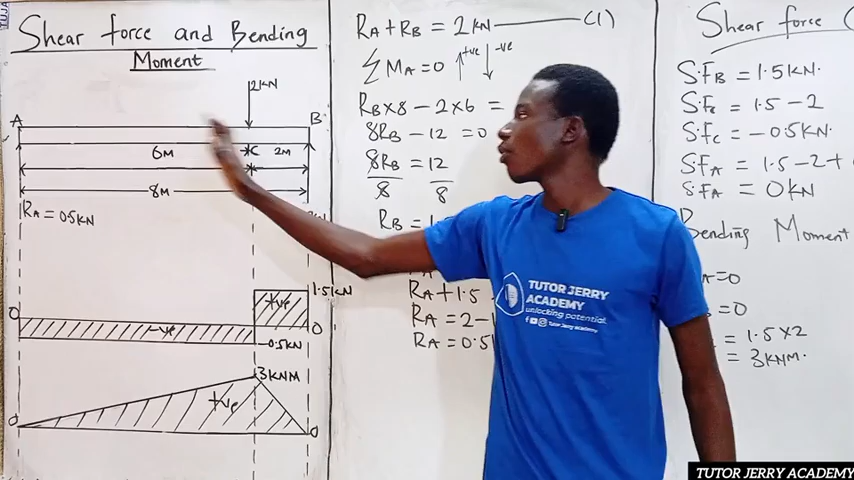 Shear force and Bending
Moment
2KN
A
B
6M
C
2M
8M
RA = 0.5KN
1.5KN
+ve
0
0
-ve
-0.5KN
3KNM
+ve
0
0
RA + RB = 2KN (1)
∑MA = 0 ↑+ve ↓-ve
RB×8 - 2×6 =
8RB - 12 = 0
8RB = 12
8 8
RB = 1.
RA + 1.5
RA = 2 -
RA = 0.5
Shear force (
S.FB = 1.5KN.
S.Fc = 1.5 - 2
S.FC = -0.5KN.
S.FA = 1.5 - 2 +
S.FA = 0KN
Bending Moment
A = 0
= 0
= 1.5×2
= 3KNM.
TUTOR JERRY
ACADEMY
unlocking potential.
Tutor Jerry Academy
TUTOR JERRY ACADEMY